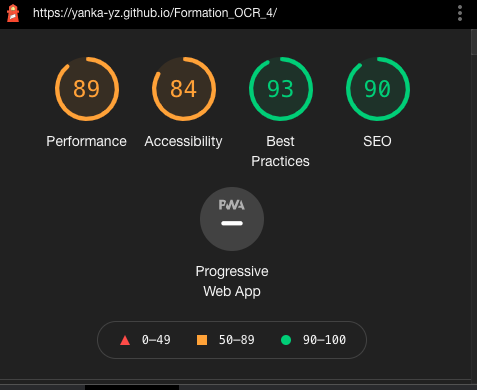 https://yanka-yz.github.io/Formation_OCR_4/
89 84 93 90
Performance Accessibility Best Practices SEO
PWA
Progressive
Web App
0–49 50–89 90–100